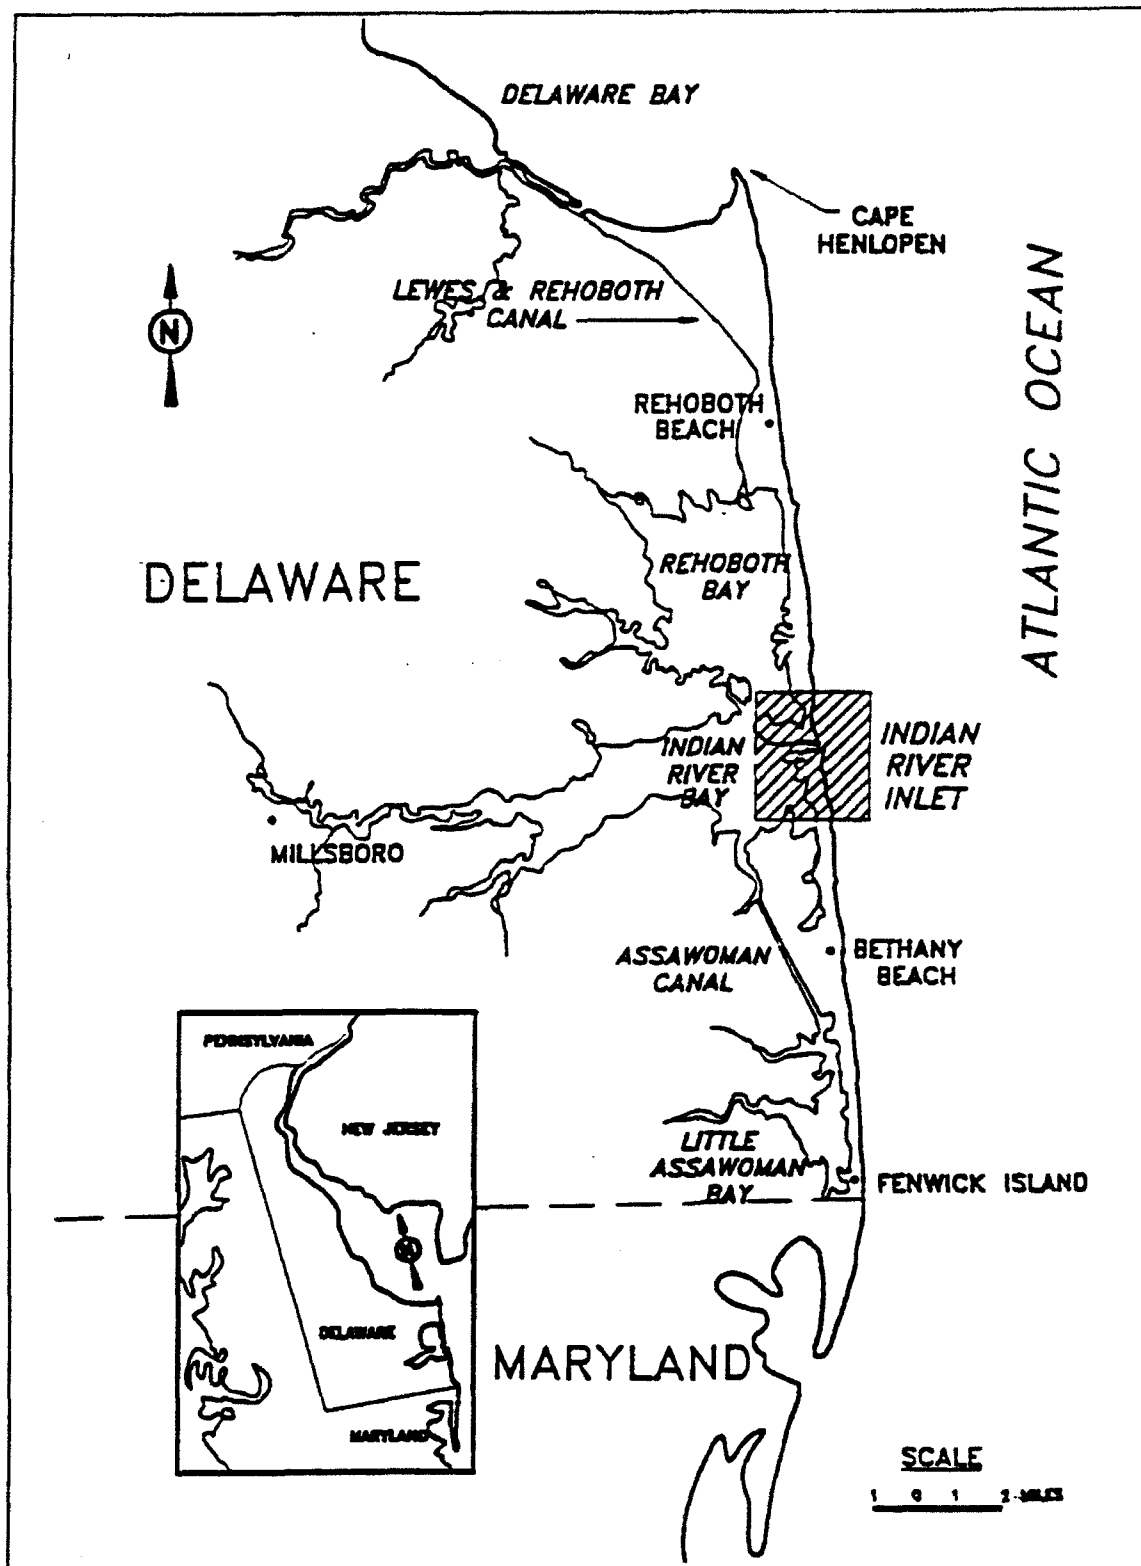 DELAWARE BAY
CAPE
HENLOPEN
LEWES & REHOBOTH
CANAL
N
REHOBOTH
BEACH
ATLANTIC OCEAN
DELAWARE
REHOBOTH
BAY
INDIAN
RIVER
BAY
INDIAN
RIVER
INLET
MILLSBORO
ASSAWOMAN
CANAL
BETHANY
BEACH
PENNSYLVANIA
NEW JERSEY
N
DELAWARE
MARYLAND
LITTLE
ASSAWOMAN
BAY
FENWICK ISLAND
MARYLAND
SCALE
1 0 1 2 MILES